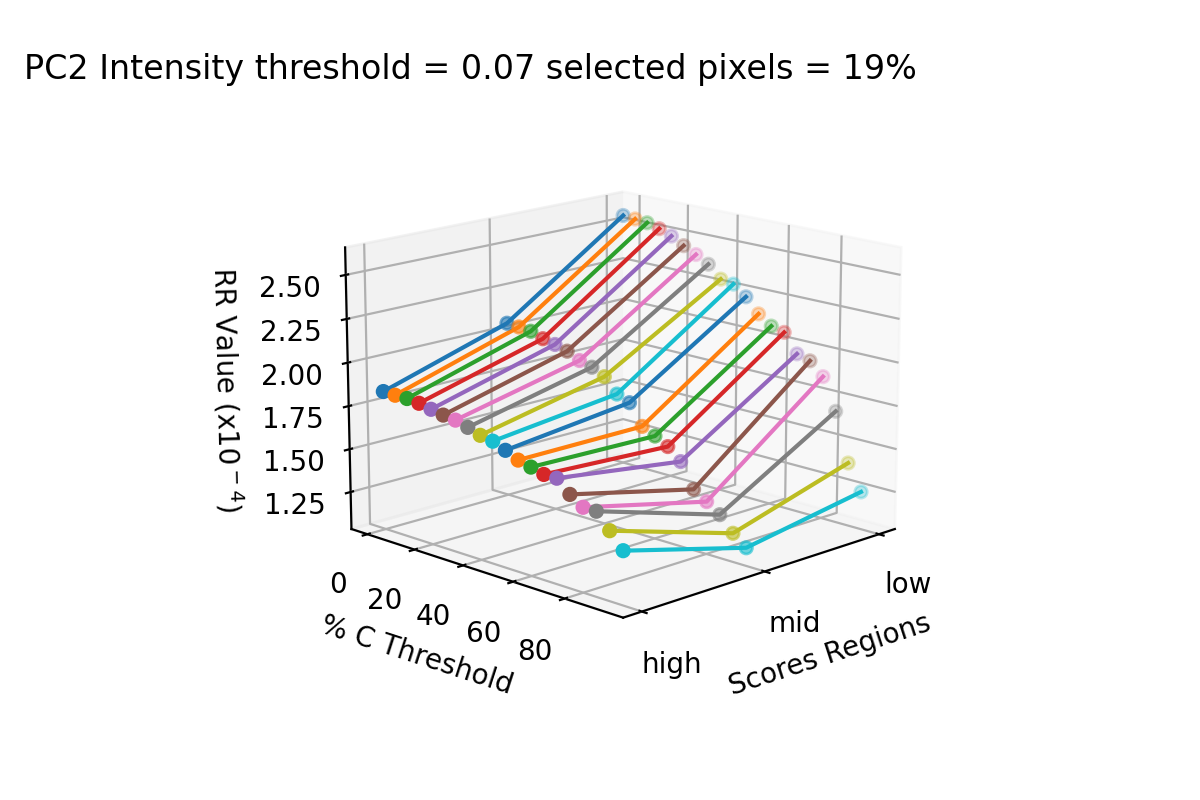 PC2 Intensity threshold = 0.07 selected pixels = 19%
RR Value (x10⁻⁴)
2.50
2.25
2.00
1.75
1.50
1.25
0
20
40
60
80
% C Threshold
high
mid
low
Scores Regions